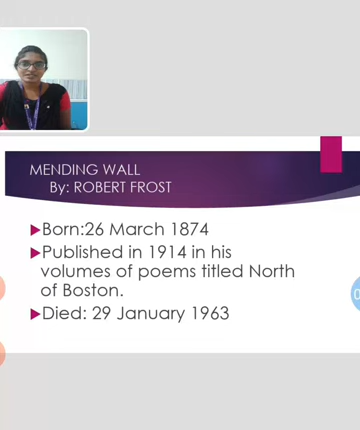 MENDING WALL
By: ROBERT FROST
Born:26 March 1874
Published in 1914 in his
volumes of poems titled North
of Boston.
Died: 29 January 1963